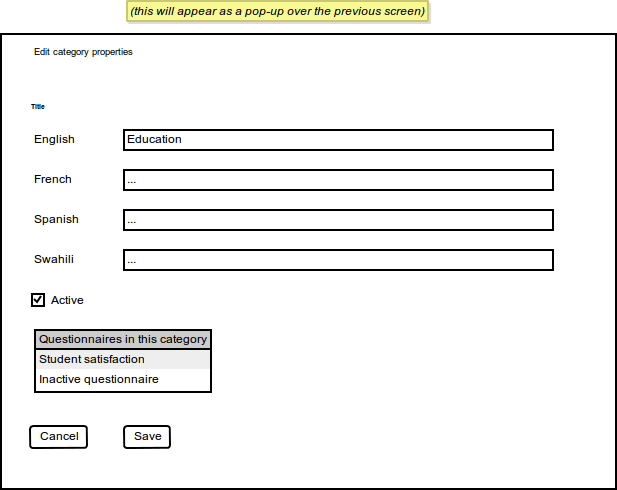 (this will appear as a pop-up over the previous screen)
Edit category properties
Title
English Education
French ...
Spanish ...
Swahili ...
Active
Questionnaires in this category
Student satisfaction
Inactive questionnaire
Cancel Save